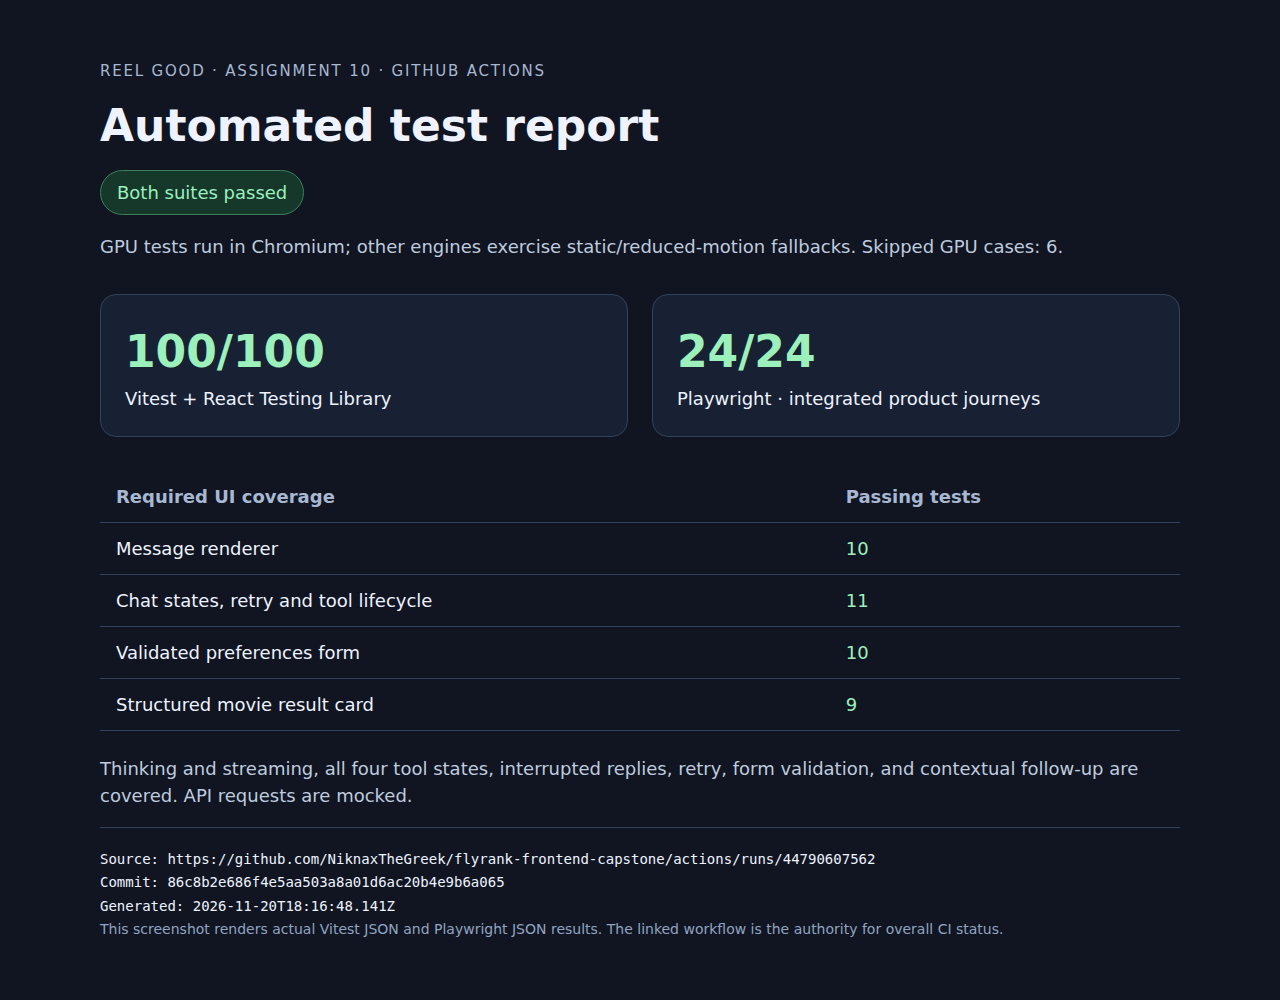 REEL GOOD · ASSIGNMENT 10 · GITHUB ACTIONS
Automated test report
Both suites passed
GPU tests run in Chromium; other engines exercise static/reduced-motion fallbacks. Skipped GPU cases: 6.
100/100
Vitest + React Testing Library
24/24
Playwright · integrated product journeys
Required UI coverage Passing tests
Message renderer 10
Chat states, retry and tool lifecycle 11
Validated preferences form 10
Structured movie result card 9
Thinking and streaming, all four tool states, interrupted replies, retry, form validation, and contextual follow-up are
covered. API requests are mocked.
Source: https://github.com/NiknaxTheGreek/flyrank-frontend-capstone/actions/runs/44790607562
Commit: 86c8b2e686f4e5aa503a8a01d6ac20b4e9b6a065
Generated: 2026-11-20T18:16:48.141Z
This screenshot renders actual Vitest JSON and Playwright JSON results. The linked workflow is the authority for overall CI status.